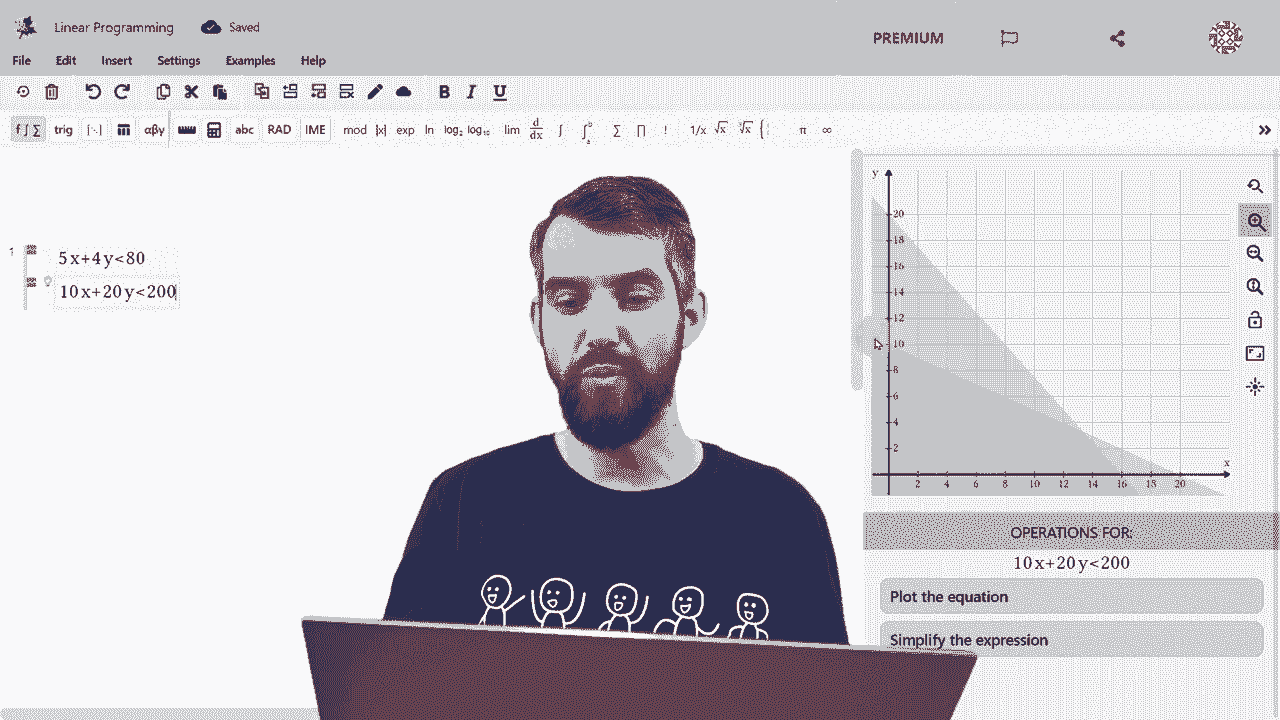 Linear Programming Saved
PREMIUM
File Edit Insert Settings Examples Help
B I U
f∫∑ trig [·.] αβγ abc RAD IME mod |x| exp ln log₂ log₁₀ lim d/dx ∫ ∫ ∑ ∏ ! 1/x √x √x { π ∞ »
1
5x+4y<80
10x+20y<200
y
20
18
16
14
12
10
8
6
4
2
x
2 4 6 8 10 12 14 16 18 20
OPERATIONS FOR:
10x+20y<200
Plot the equation
Simplify the expression